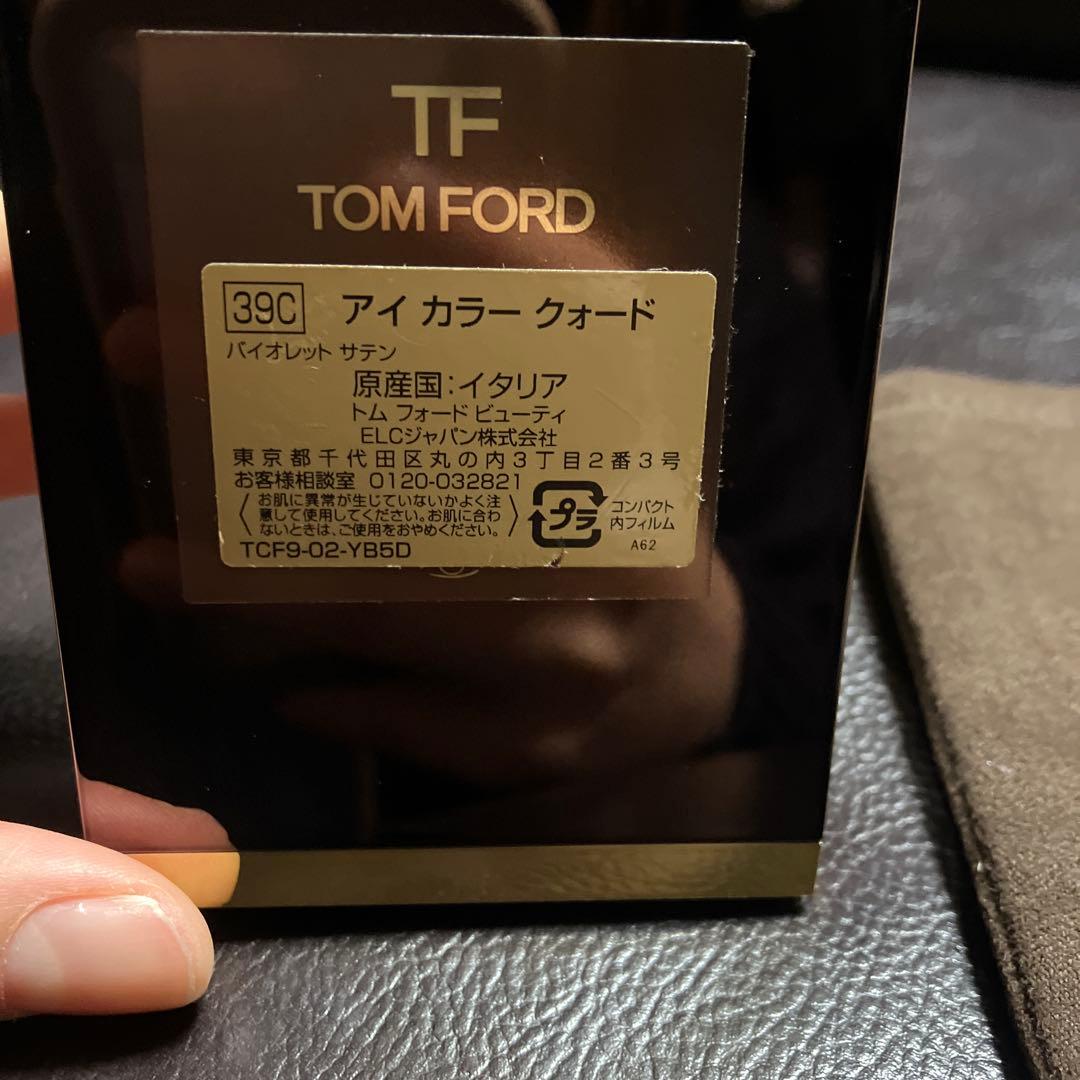 TF
TOM FORD
39C アイ カラー クォード
バイオレット サテン
原産国:イタリア
トム フォード ビューティ
ELCジャパン株式会社
東京都千代田区丸の内3丁目2番3号
お客様相談室 0120-032821
〈お肌に異常が生じていないかよく注
意して使用してください。お肌に合わ
ないときは、ご使用をおやめください。〉
プラ
コンパクト
内フィルム
TCF9-02-YB5D
A62